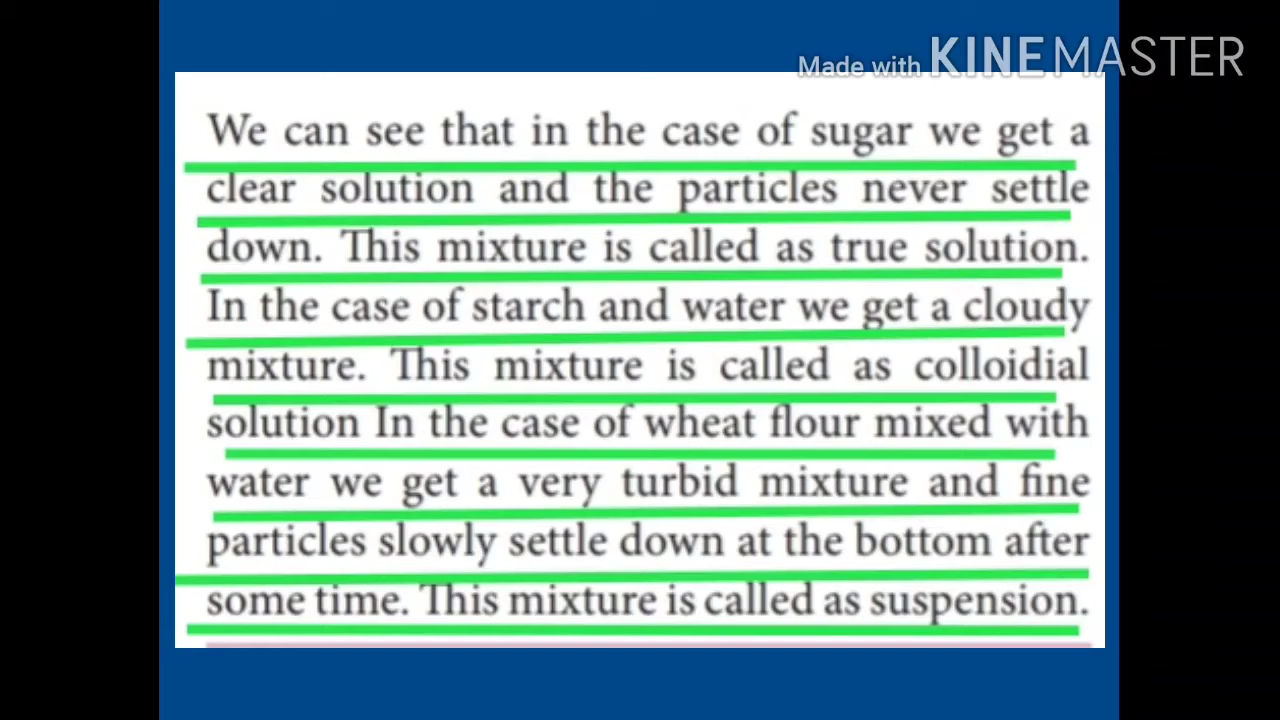 Made with KINEMASTER
We can see that in the case of sugar we get a
clear solution and the particles never settle
down. This mixture is called as true solution.
In the case of starch and water we get a cloudy
mixture. This mixture is called as colloidial
solution In the case of wheat flour mixed with
water we get a very turbid mixture and fine
particles slowly settle down at the bottom after
some time. This mixture is called as suspension.